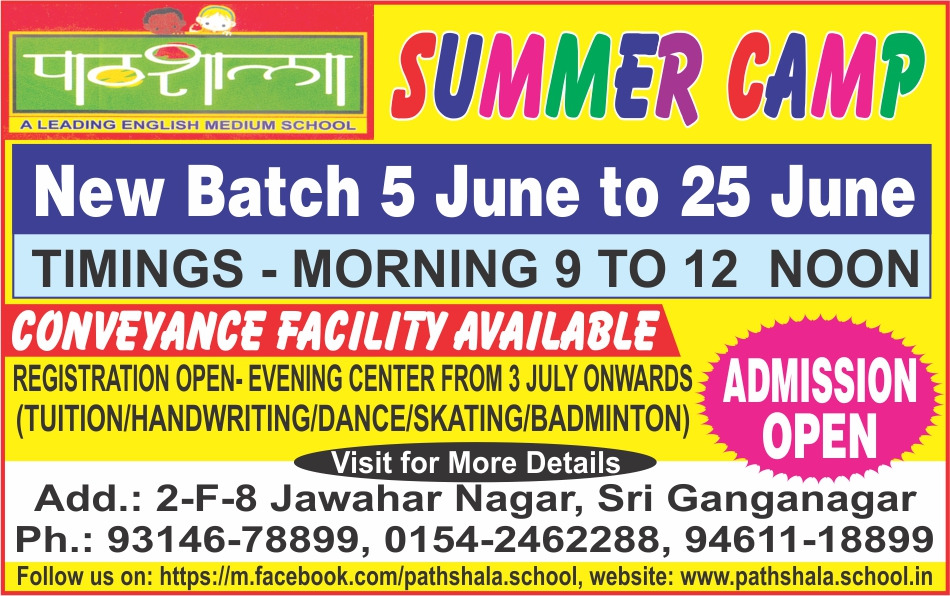 पाठशाला
A LEADING ENGLISH MEDIUM SCHOOL
SUMMER CAMP
New Batch 5 June to 25 June
TIMINGS - MORNING 9 TO 12 NOON
CONVEYANCE FACILITY AVAILABLE
REGISTRATION OPEN- EVENING CENTER FROM 3 JULY ONWARDS
(TUITION/HANDWRITING/DANCE/SKATING/BADMINTON)
ADMISSION
OPEN
Visit for More Details
Add.: 2-F-8 Jawahar Nagar, Sri Ganganagar
Ph.: 93146-78899, 0154-2462288, 94611-18899
Follow us on: https://m.facebook.com/pathshala.school, website: www.pathshala.school.in